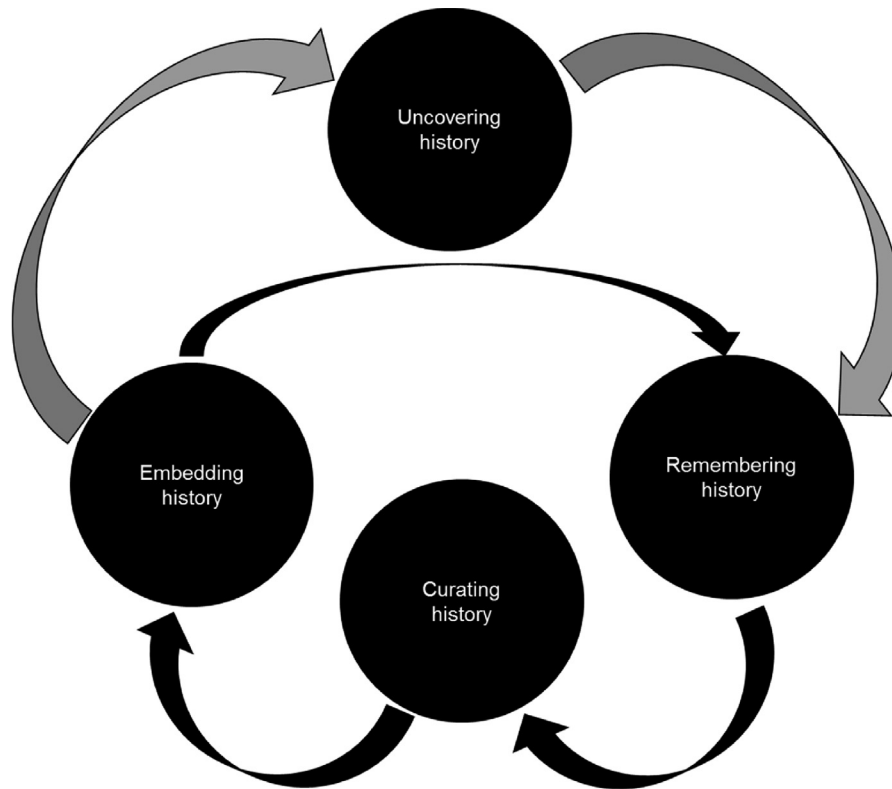 Uncovering
history
Embedding
history
Remembering
history
Curating
history